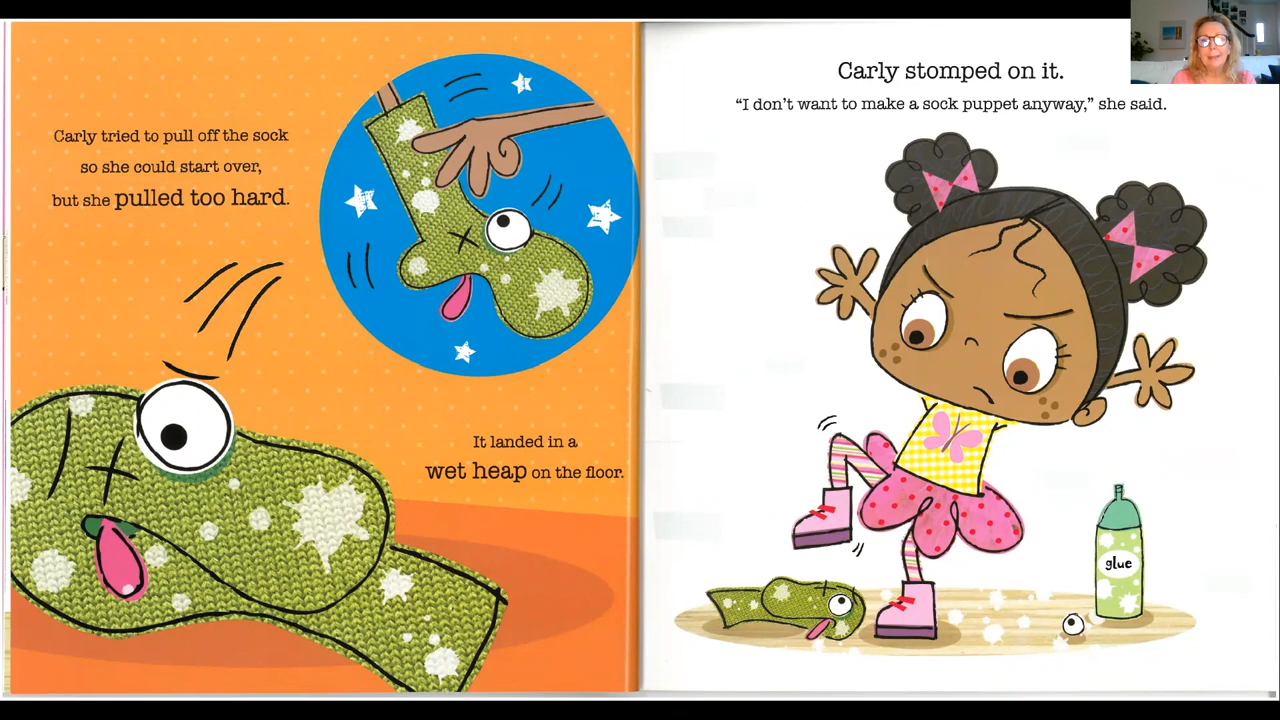 Carly tried to pull off the sock
so she could start over,
but she pulled too hard.
It landed in a
wet heap on the floor.
Carly stomped on it.
“I don’t want to make a sock puppet anyway,” she said.
glue